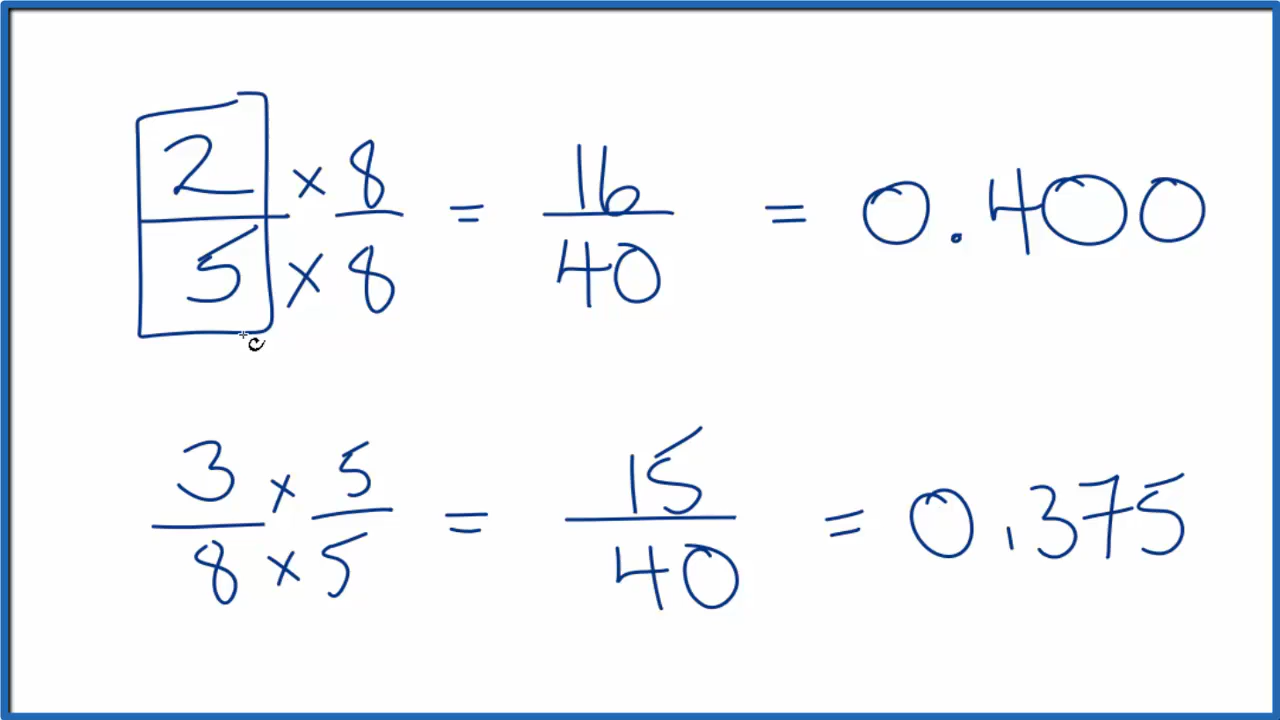 2/5 × 8/8 = 16/40 = 0.400
3/8 × 5/5 = 15/40 = 0.375